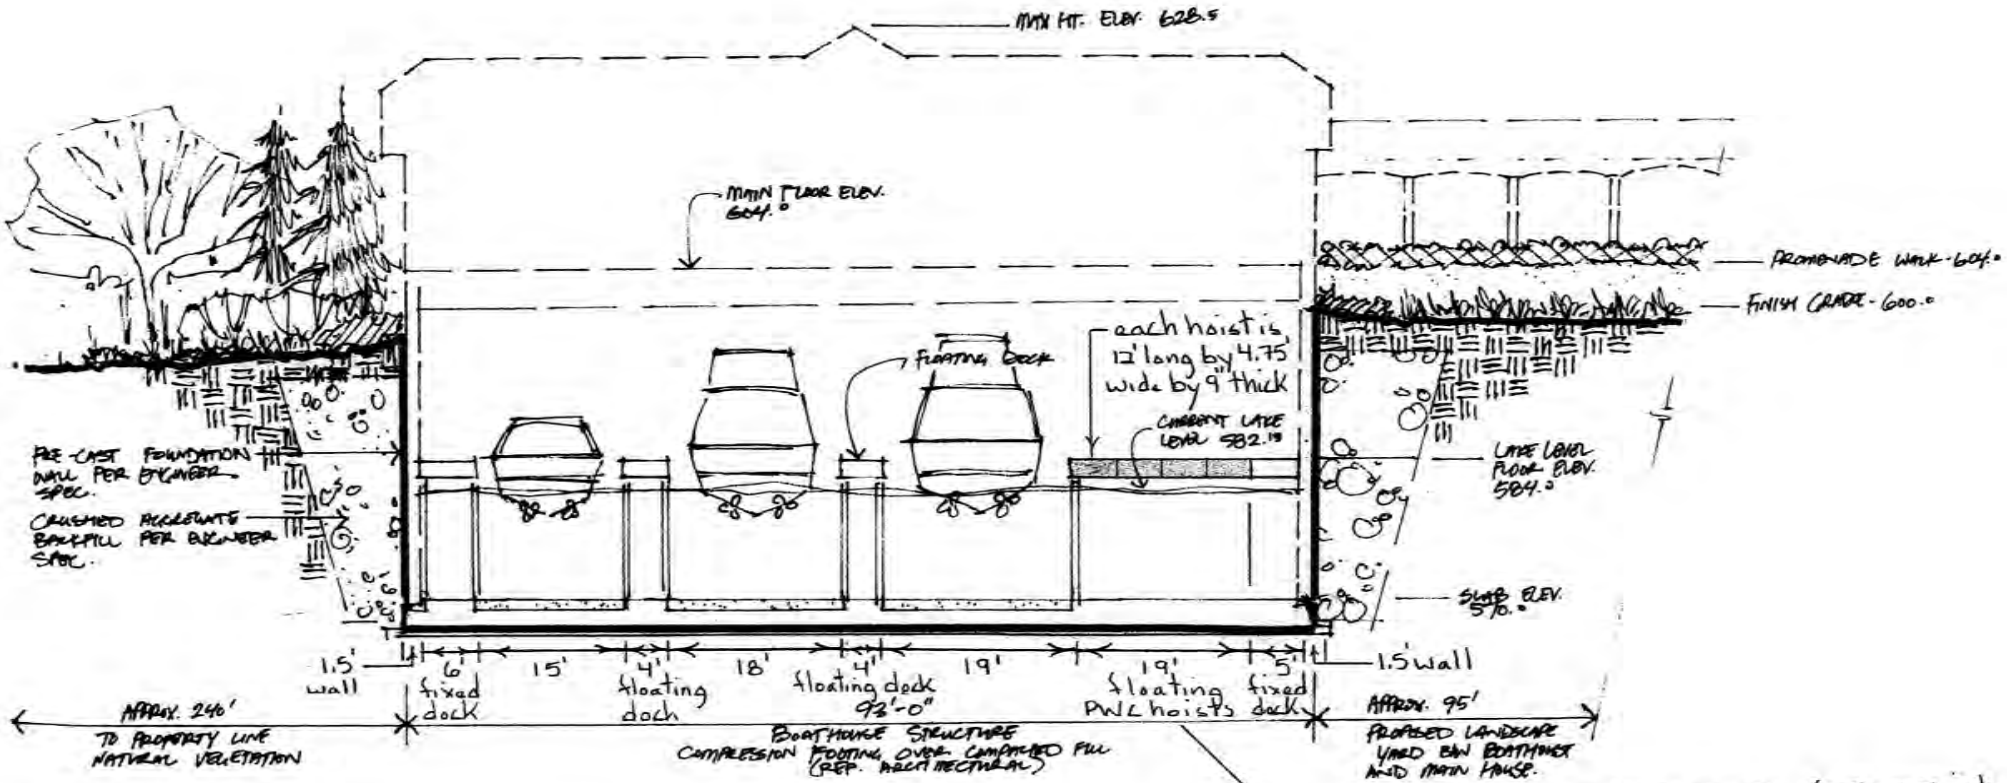 MAX HT. ELEV. 628.5
MAIN FLOOR ELEV.
604.0
PROMENADE WALK - 604.0
FINISH GRADE - 600.0
each hoist is
12' long by 4.75'
wide by 9" thick
FLOATING DOCK
CURRENT LAKE
LEVEL 582.19
PRE-CAST FOUNDATION
WALL PER ENGINEER
SPEC.
CRUSHED AGGREGATE
BACKFILL PER ENGINEER
SPEC.
LAKE LEVEL
FLOOR ELEV.
584.0
SLAB ELEV.
570.0
1.5' 6' 15' 4' 18' 4' 19' 19' 5' 1.5' wall
wall fixed floating floating dock floating fixed
dock dock 93'-0" PWC hoists dock
APPROX. 240'
TO PROPERTY LINE
NATURAL VEGETATION
BOATHOUSE STRUCTURE
COMPRESSION FOOTING OVER COMPACTED FILL
(REF. ARCHITECTURAL)
APPROX. 95'
PROPOSED LANDSCAPE
YARD BTW BOATHOUSE
AND MAIN HOUSE.